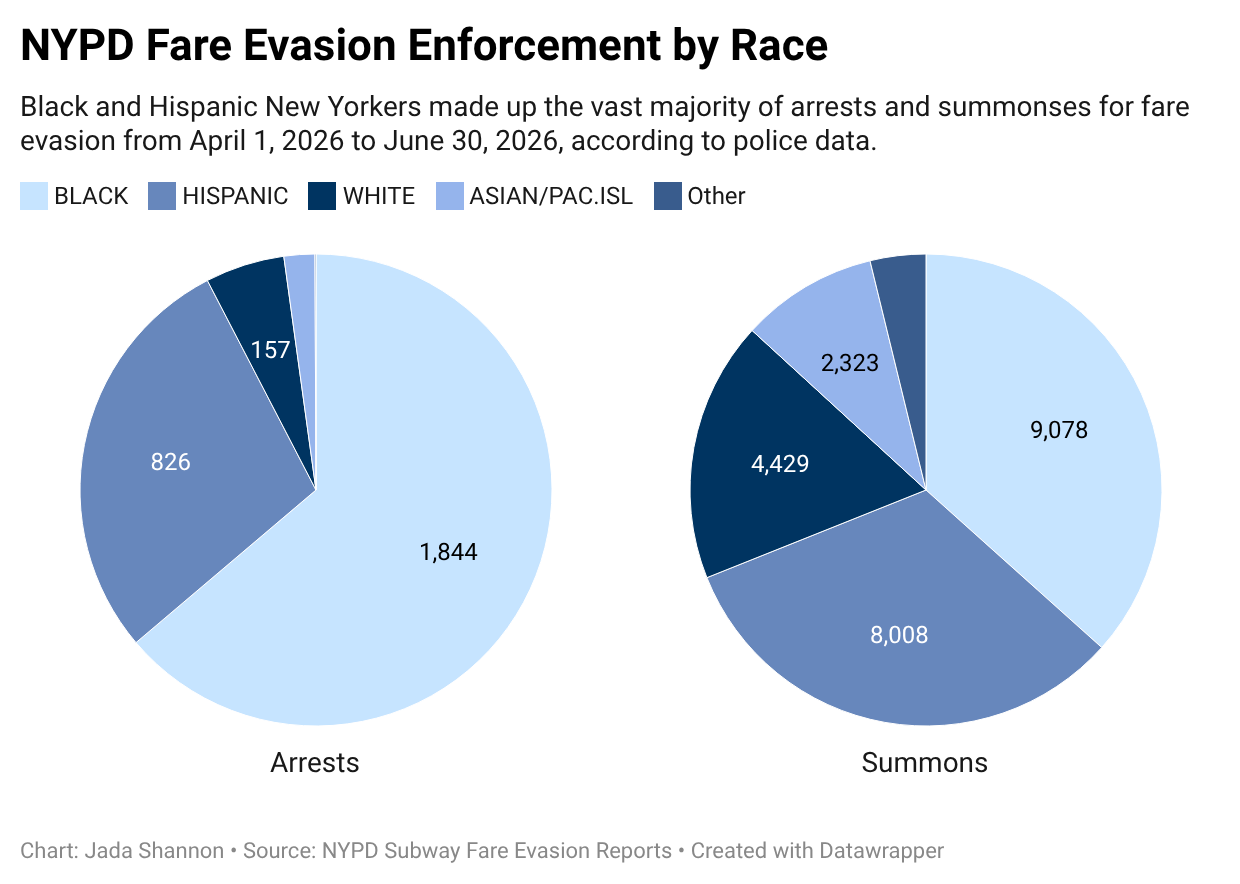 NYPD Fare Evasion Enforcement by Race
Black and Hispanic New Yorkers made up the vast majority of arrests and summonses for fare
evasion from April 1, 2026 to June 30, 2026, according to police data.
BLACK HISPANIC WHITE ASIAN/PAC.ISL Other
157
826
1,844
2,323
9,078
4,429
8,008
Arrests
Summons
Chart: Jada Shannon • Source: NYPD Subway Fare Evasion Reports • Created with Datawrapper